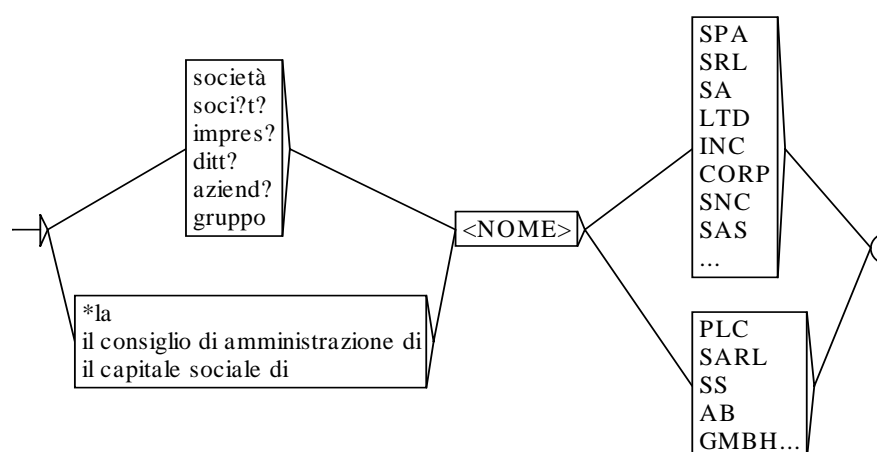 società
soci?t?
impres?
ditt?
aziend?
gruppo
*la
il consiglio di amministrazione di
il capitale sociale di
<NOME>
SPA
SRL
SA
LTD
INC
CORP
SNC
SAS
...
PLC
SARL
SS
AB
GMBH...